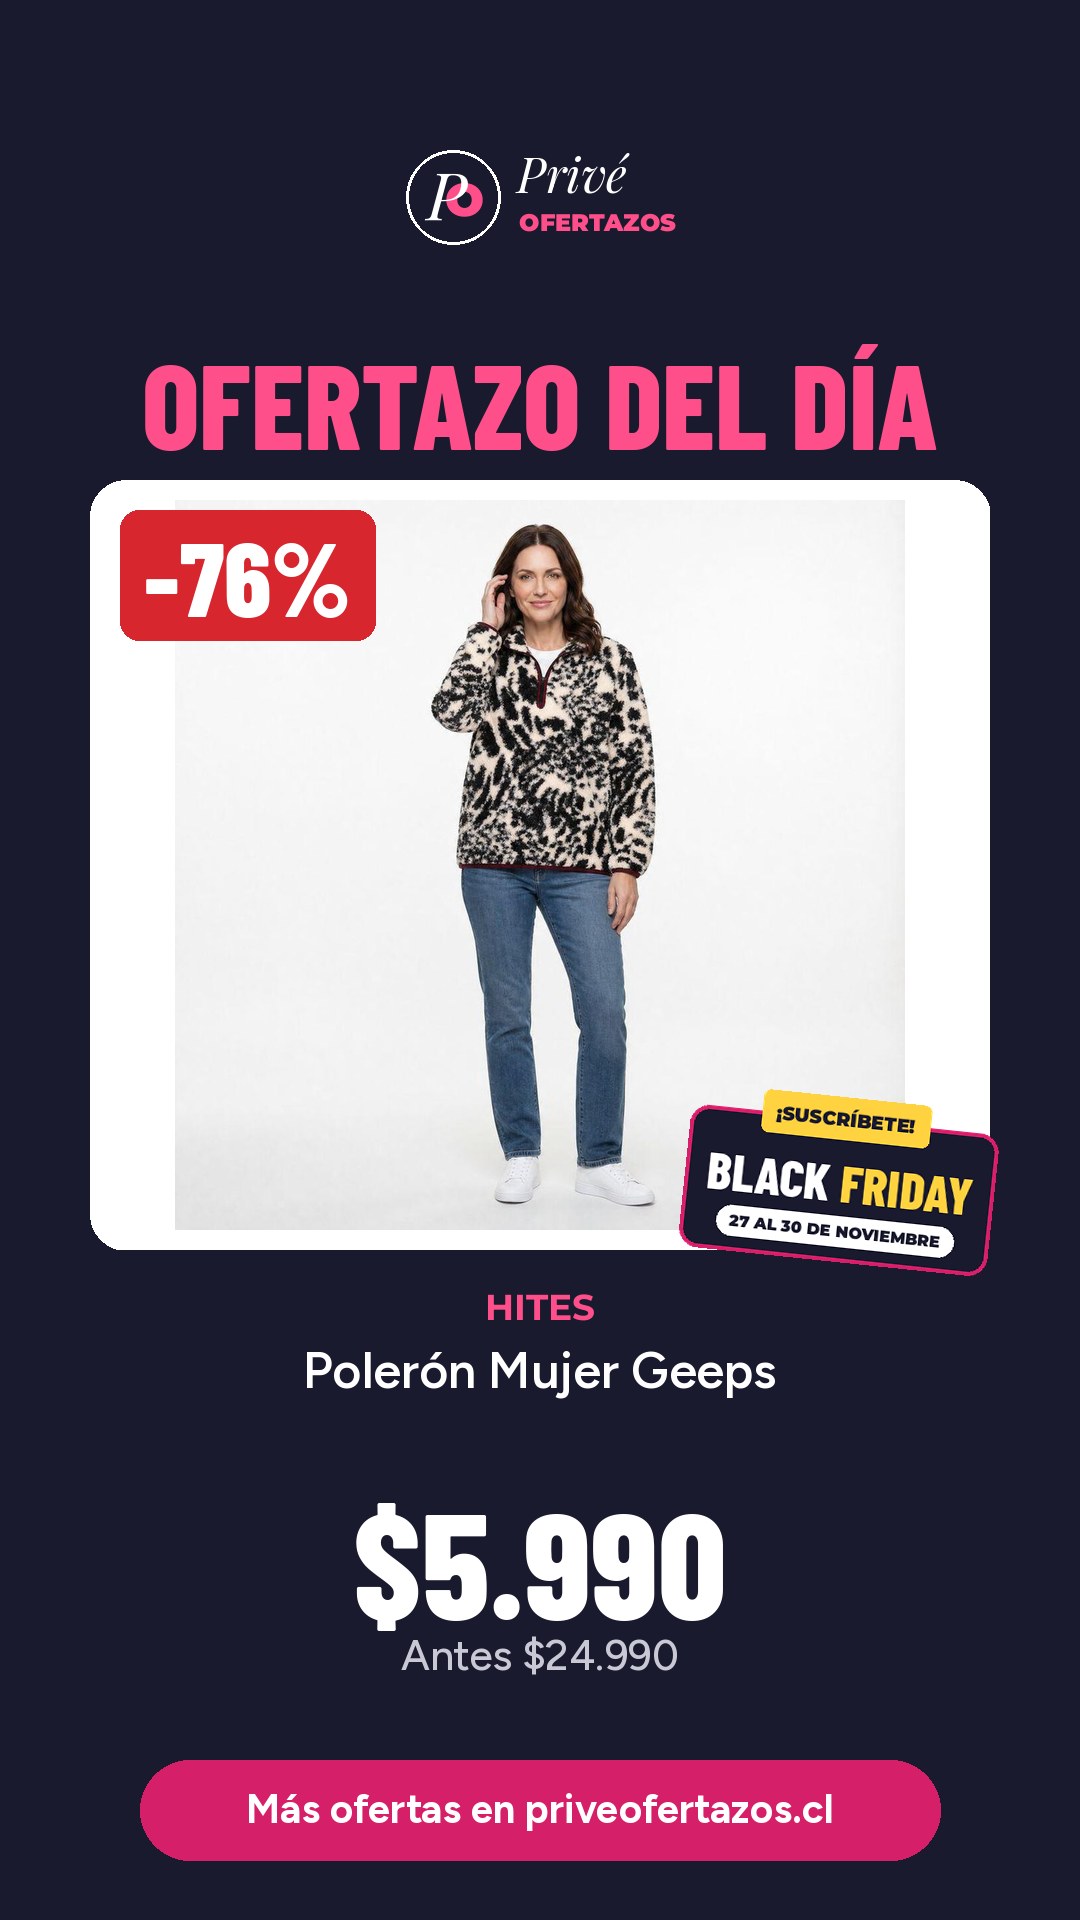 PO
Privé
OFERTAZOS
OFERTAZO DEL DÍA
-76%
¡SUSCRÍBETE!
BLACK FRIDAY
27 AL 30 DE NOVIEMBRE
HITES
Polerón Mujer Geeps
$5.990
Antes $24.990
Más ofertas en priveofertazos.cl